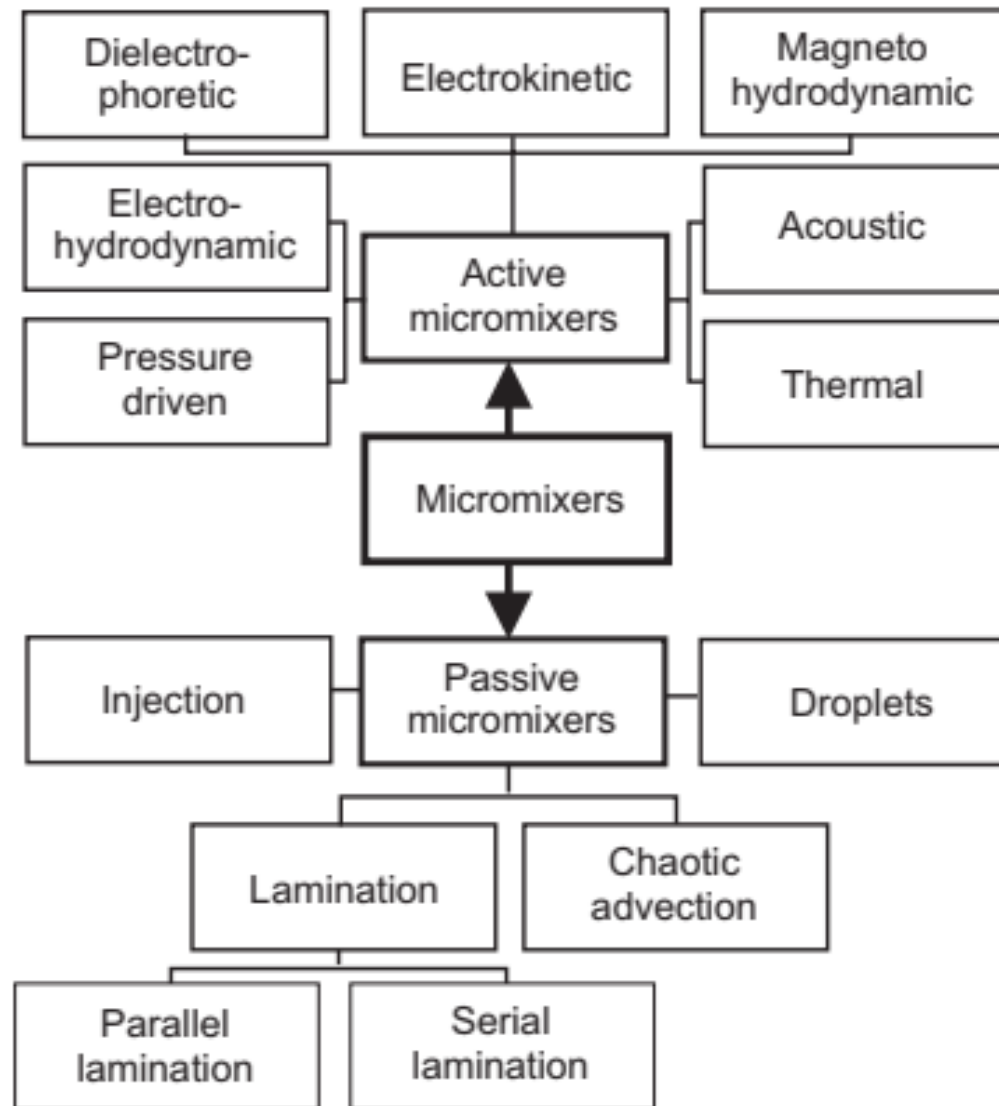 Dielectro-
phoretic
Electrokinetic
Magneto
hydrodynamic
Electro-
hydrodynamic
Active
micromixers
Acoustic
Pressure
driven
Thermal
Micromixers
Injection
Passive
micromixers
Droplets
Lamination
Chaotic
advection
Parallel
lamination
Serial
lamination